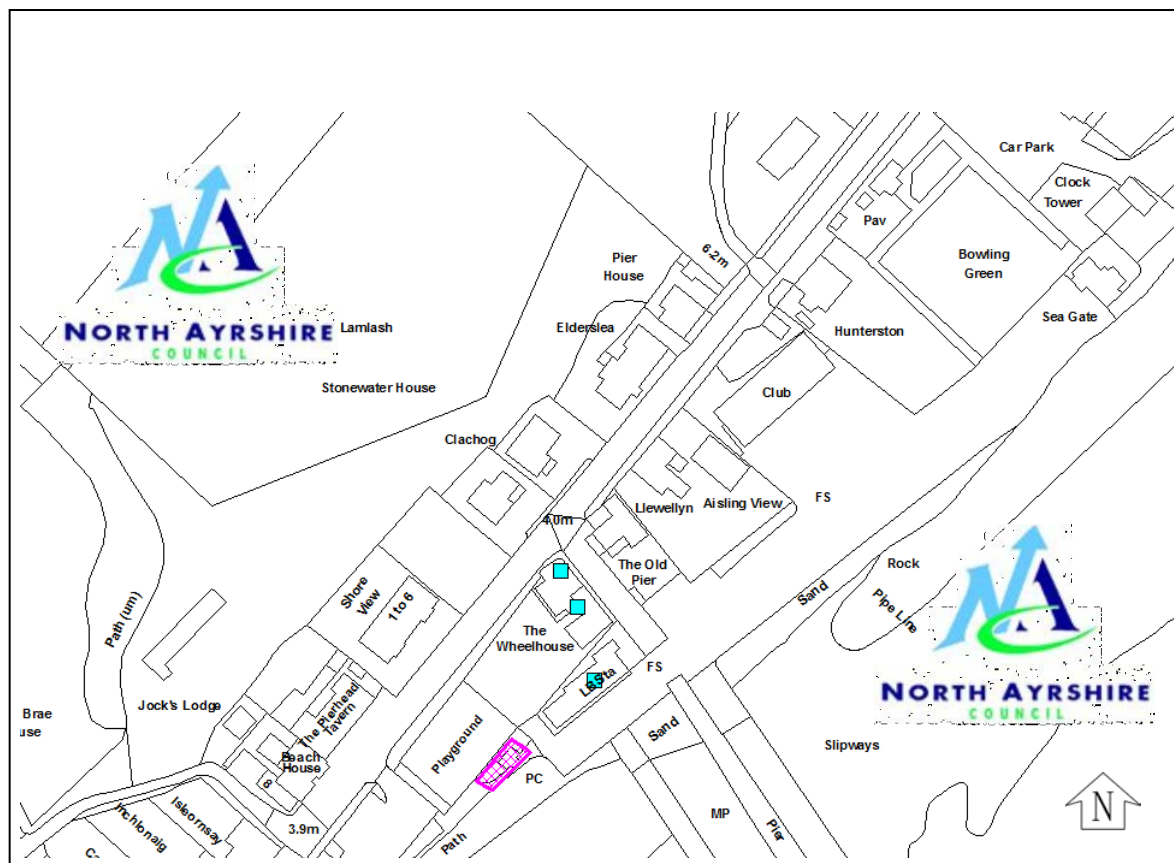 Car Park
Clock
Tower
Pav
6.2m
Pier
House
Bowling
Green
NORTH AYRSHIRE
COUNCIL
Lamlash
Elderslea
Hunterston
Sea Gate
Stonewater House
Club
Clachog
Llewellyn
Aisling View
FS
4.0m
The Old
Pier
Rock
Sand
Pipe Line
Shore
View
1 to 6
Path (um)
The
Wheelhouse
LB Sta
FS
NORTH AYRSHIRE
COUNCIL
Brae
use
Jock's Lodge
The Pierhead
Tavern
Beach
House
8
Playground
Sand
Slipways
PC
MP
Pier
Path
3.9m
Isleornsay
Inchlonaig
N